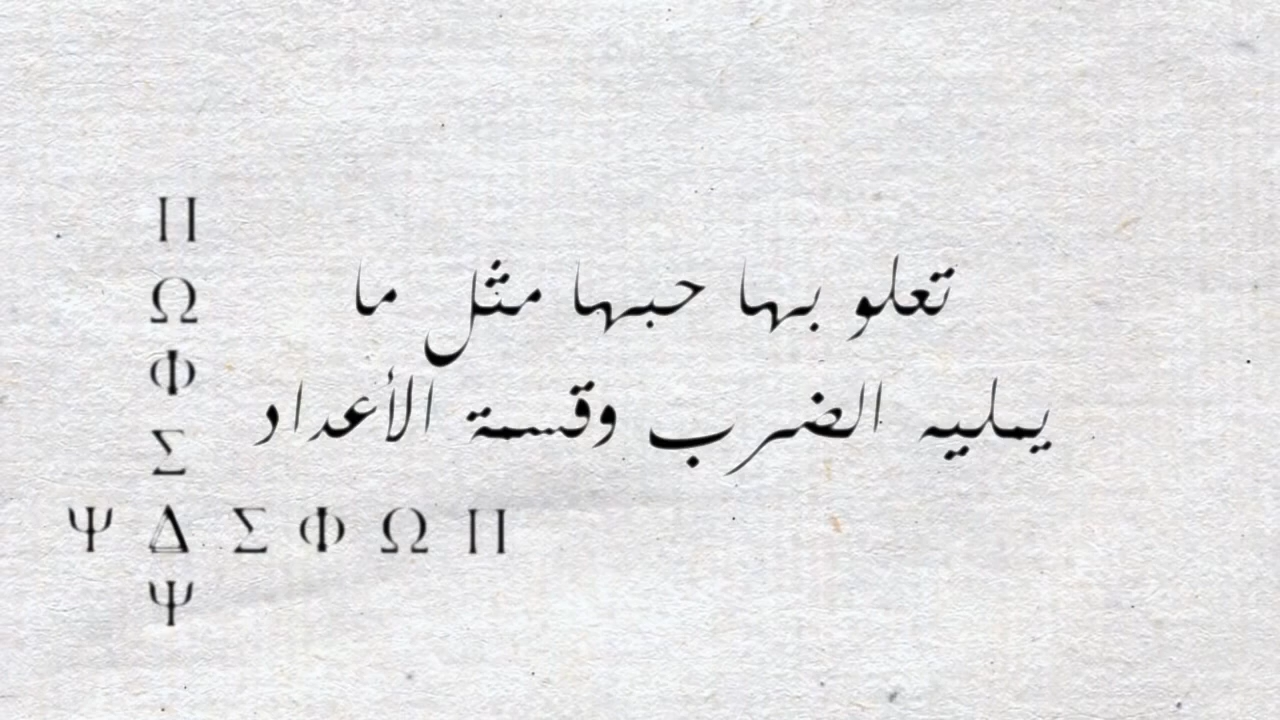 تعلو بها حبها مثل ما
يمليه الضرب وقسمة الأعداد
Π
Ω
Φ
Σ
Ψ Δ Σ Φ Ω Π
Ψ